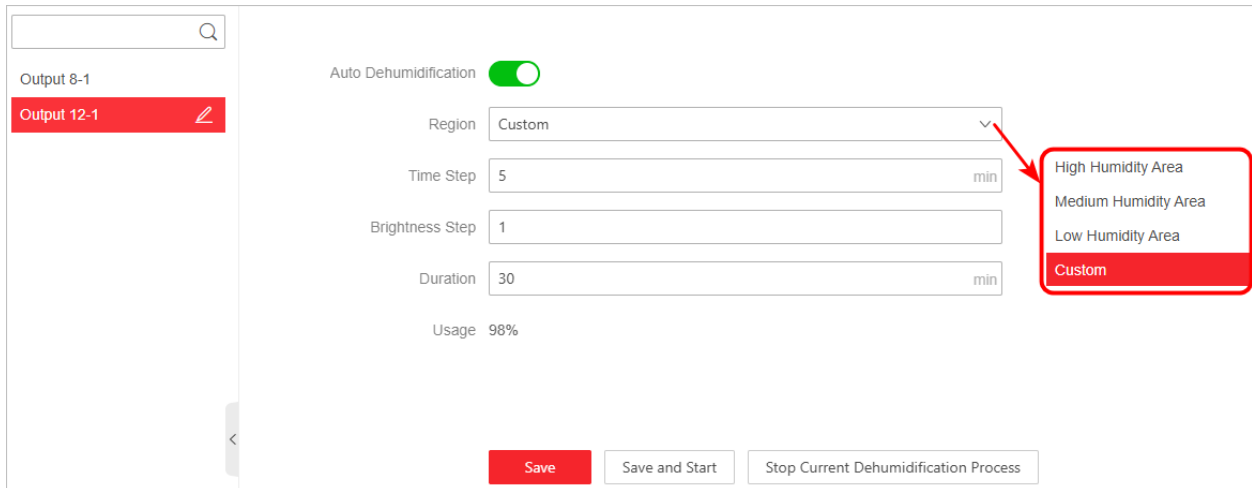 Output 8-1
Output 12-1
Auto Dehumidification
Region Custom
Time Step 5 min
Brightness Step 1
Duration 30 min
Usage 98%
High Humidity Area
Medium Humidity Area
Low Humidity Area
Custom
Save Save and Start Stop Current Dehumidification Process